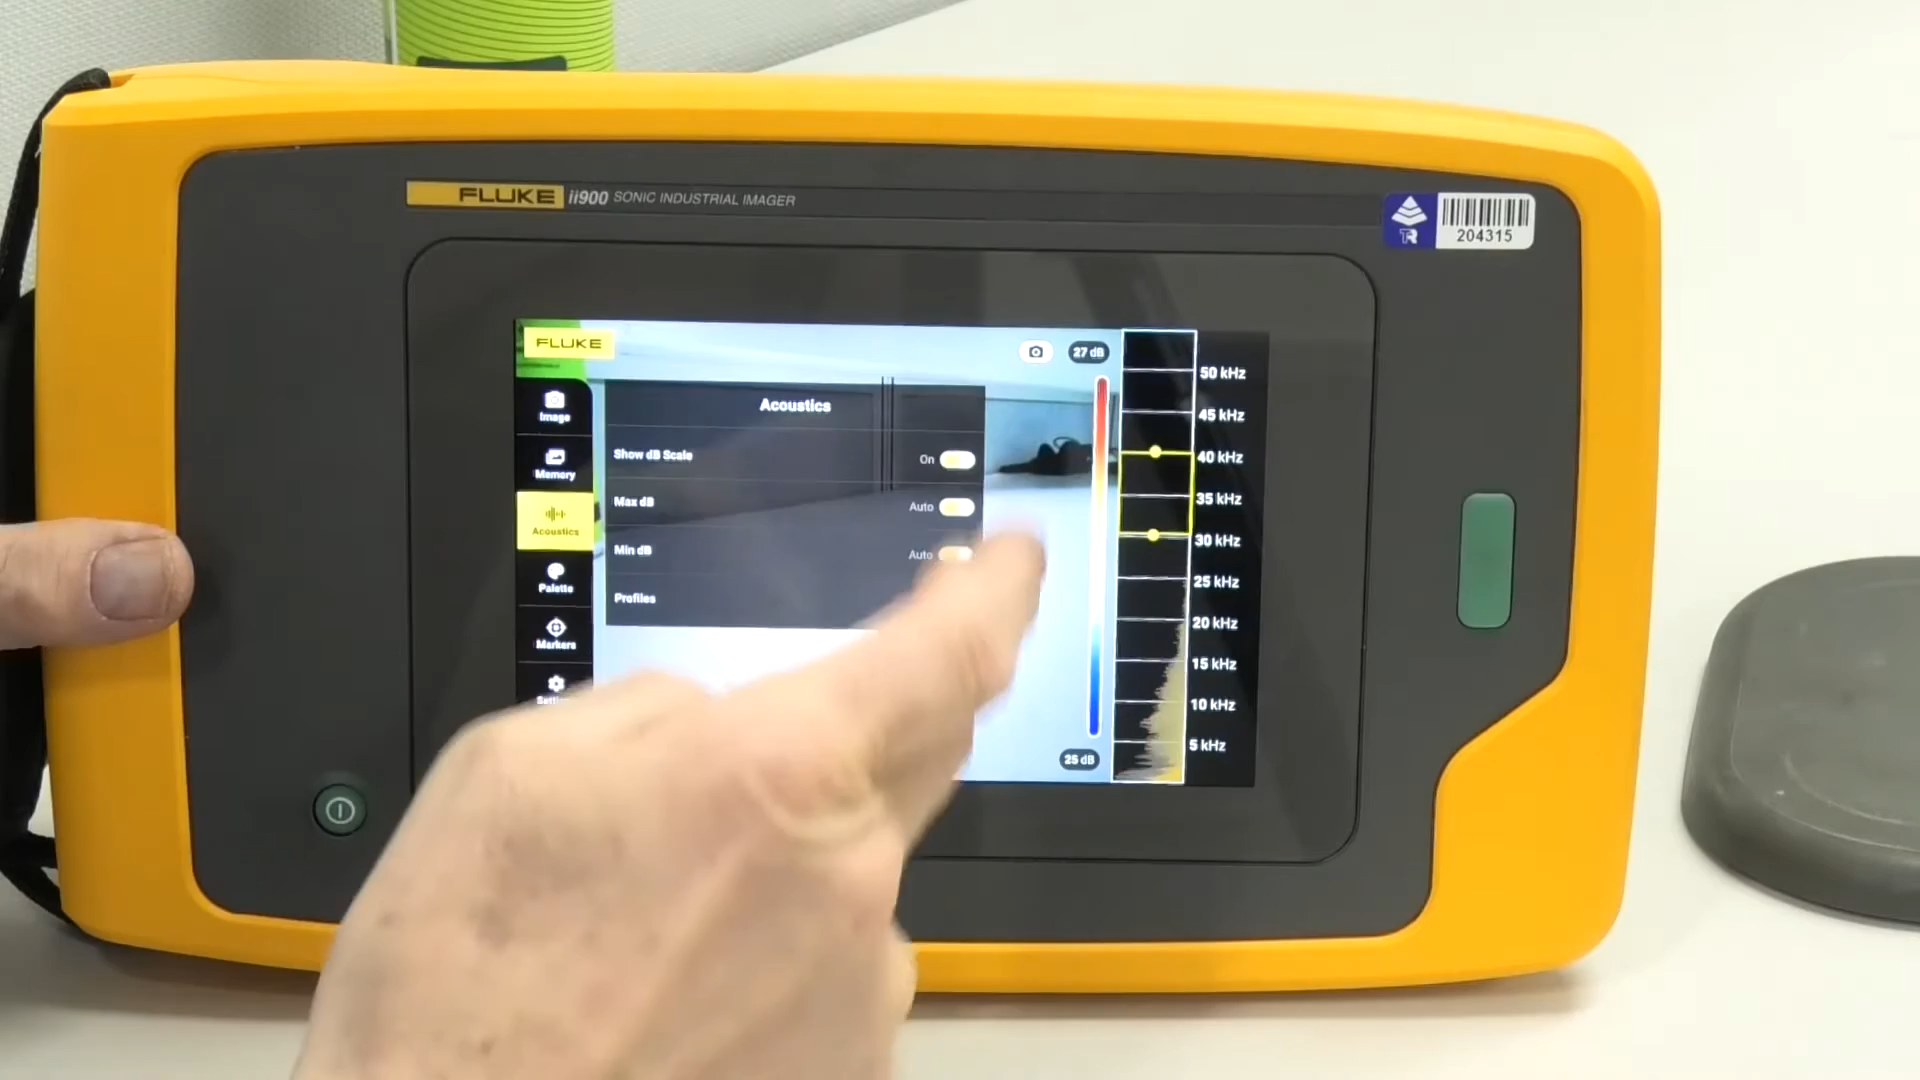 FLUKE ii900 SONIC INDUSTRIAL IMAGER
TR
204315
FLUKE
27 dB
50 kHz
Image
Acoustics
45 kHz
Show dB Scale On
40 kHz
Memory
Max dB Auto
35 kHz
Acoustics
Min dB Auto
30 kHz
Palette
Profiles
25 kHz
20 kHz
Markers
15 kHz
10 kHz
25 dB
5 kHz